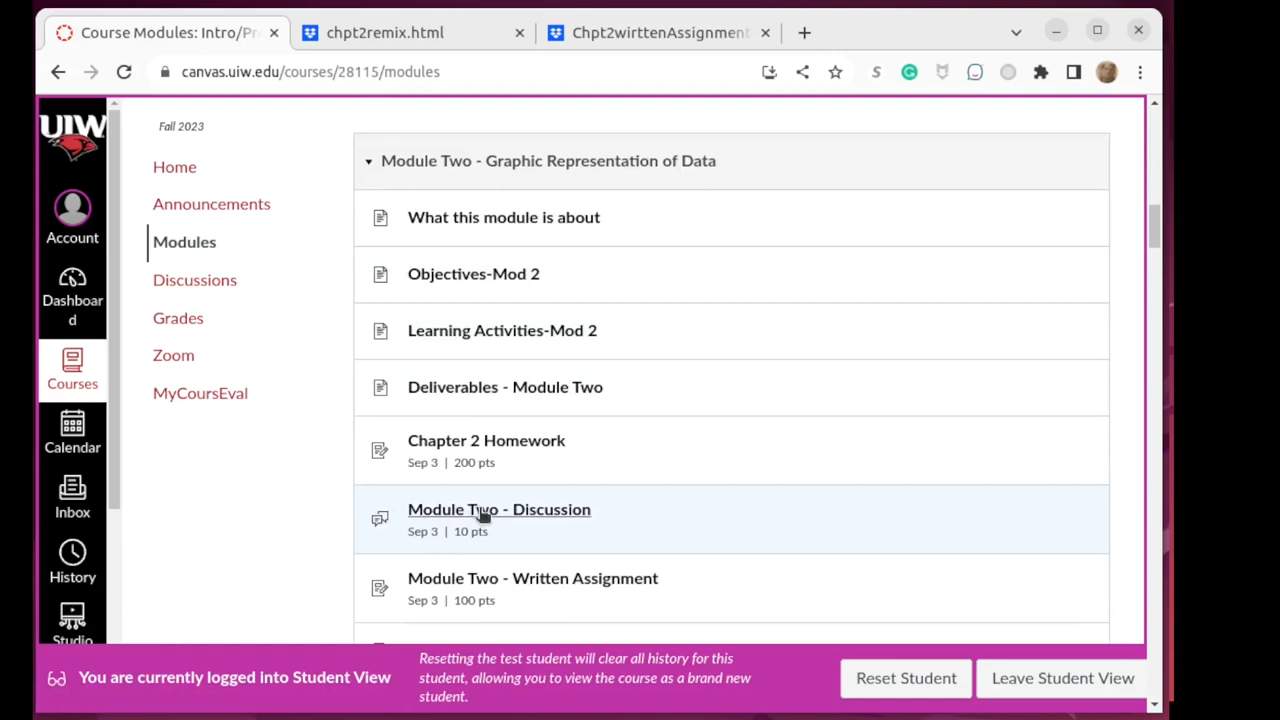 Course Modules: Intro/Pr
chpt2remix.html
Chpt2wirttenAssignment
canvas.uiw.edu/courses/28115/modules
UIW
Account
Dashboar
d
Courses
Calendar
Inbox
History
Studio
Fall 2023
Home
Announcements
Modules
Discussions
Grades
Zoom
MyCoursEval
Module Two - Graphic Representation of Data
What this module is about
Objectives-Mod 2
Learning Activities-Mod 2
Deliverables - Module Two
Chapter 2 Homework
Sep 3 | 200 pts
Module Two - Discussion
Sep 3 | 10 pts
Module Two - Written Assignment
Sep 3 | 100 pts
You are currently logged into Student View
Resetting the test student will clear all history for this
student, allowing you to view the course as a brand new
student.
Reset Student
Leave Student View